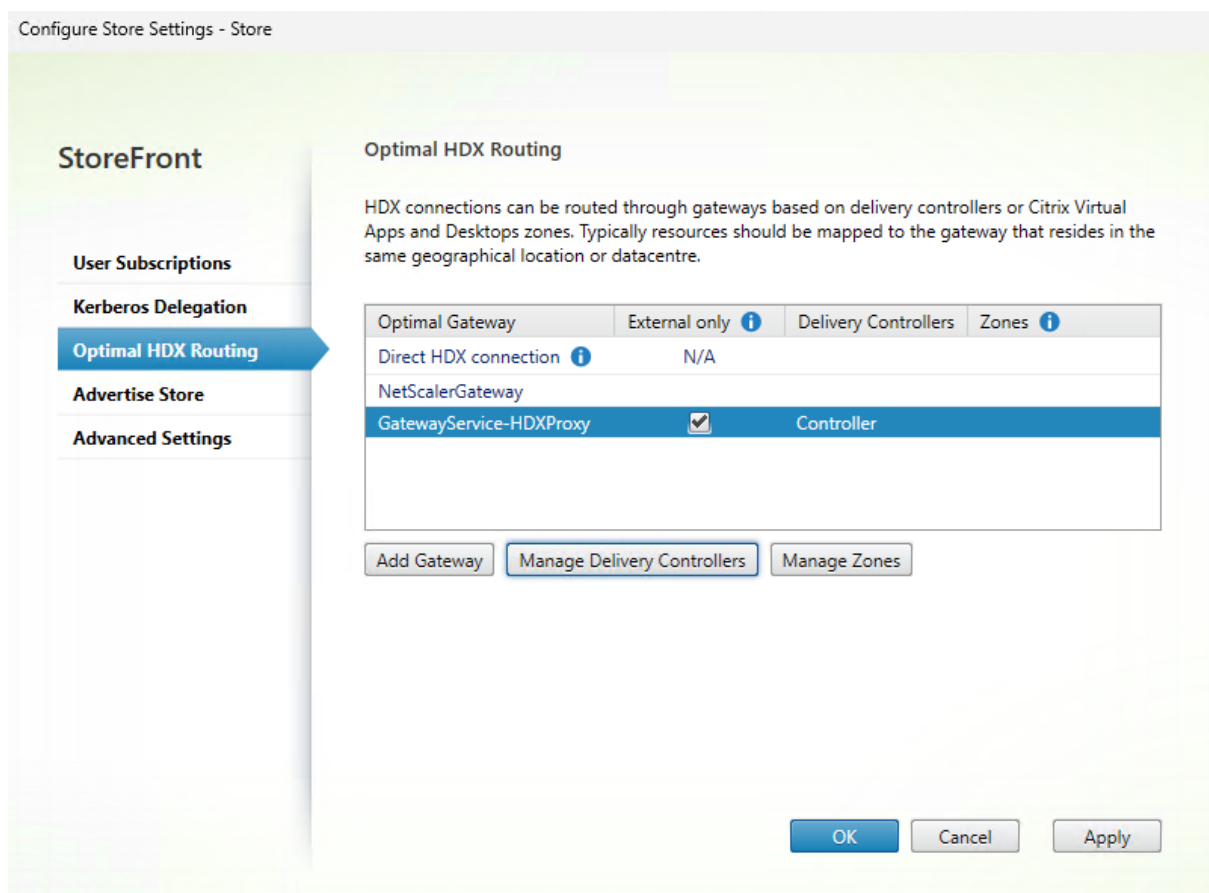 Configure Store Settings - Store
StoreFront
User Subscriptions
Kerberos Delegation
Optimal HDX Routing
Advertise Store
Advanced Settings
Optimal HDX Routing
HDX connections can be routed through gateways based on delivery controllers or Citrix Virtual
Apps and Desktops zones. Typically resources should be mapped to the gateway that resides in the
same geographical location or datacentre.
Optimal Gateway External only Delivery Controllers Zones
Direct HDX connection N/A
NetScalerGateway
GatewayService-HDXProxy Controller
Add Gateway Manage Delivery Controllers Manage Zones
OK Cancel Apply